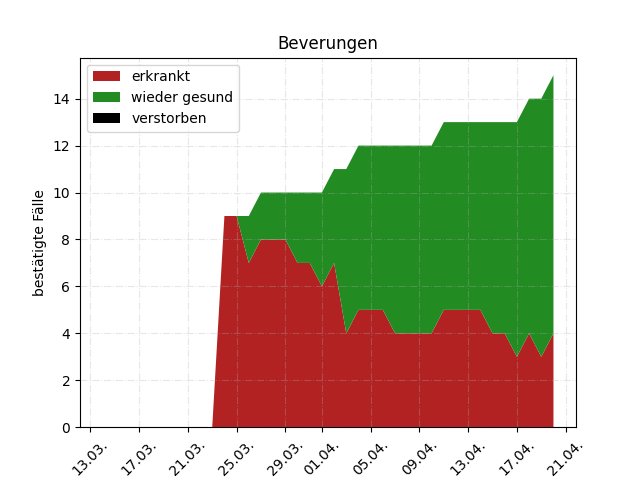 Beverungen
erkrankt
wieder gesund
verstorben
bestätigte Fälle
14
12
10
8
6
4
2
0
13.03. 17.03. 21.03. 25.03. 29.03. 01.04. 05.04. 09.04. 13.04. 17.04. 21.04.